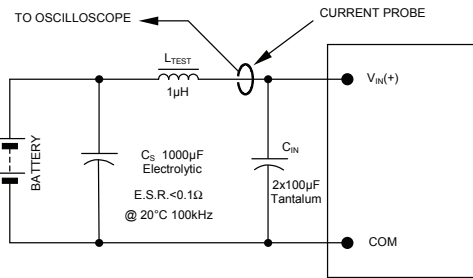 TO OSCILLOSCOPE
CURRENT PROBE
LTEST
1μH
VIN(+)
BATTERY
CS 1000μF
Electrolytic
E.S.R.<0.1Ω
@ 20°C 100kHz
CIN
2x100μF
Tantalum
COM